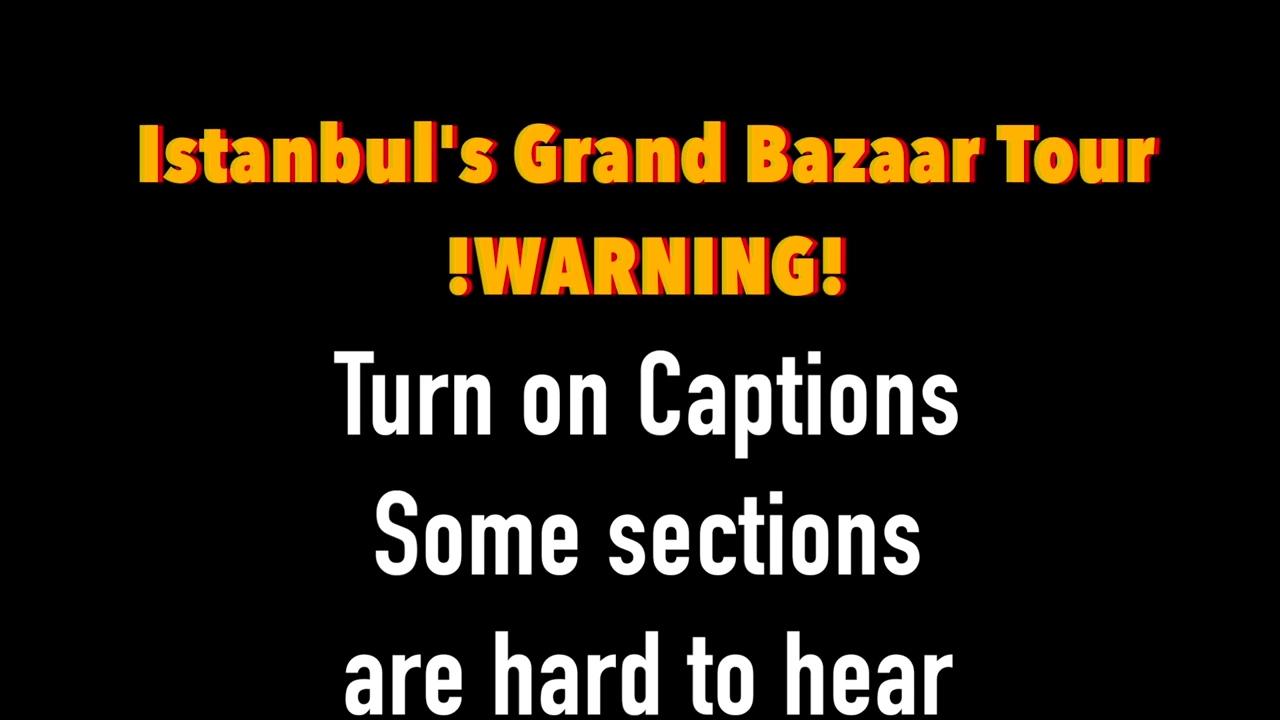 Istanbul's Grand Bazaar Tour
!WARNING!
Turn on Captions
Some sections
are hard to hear